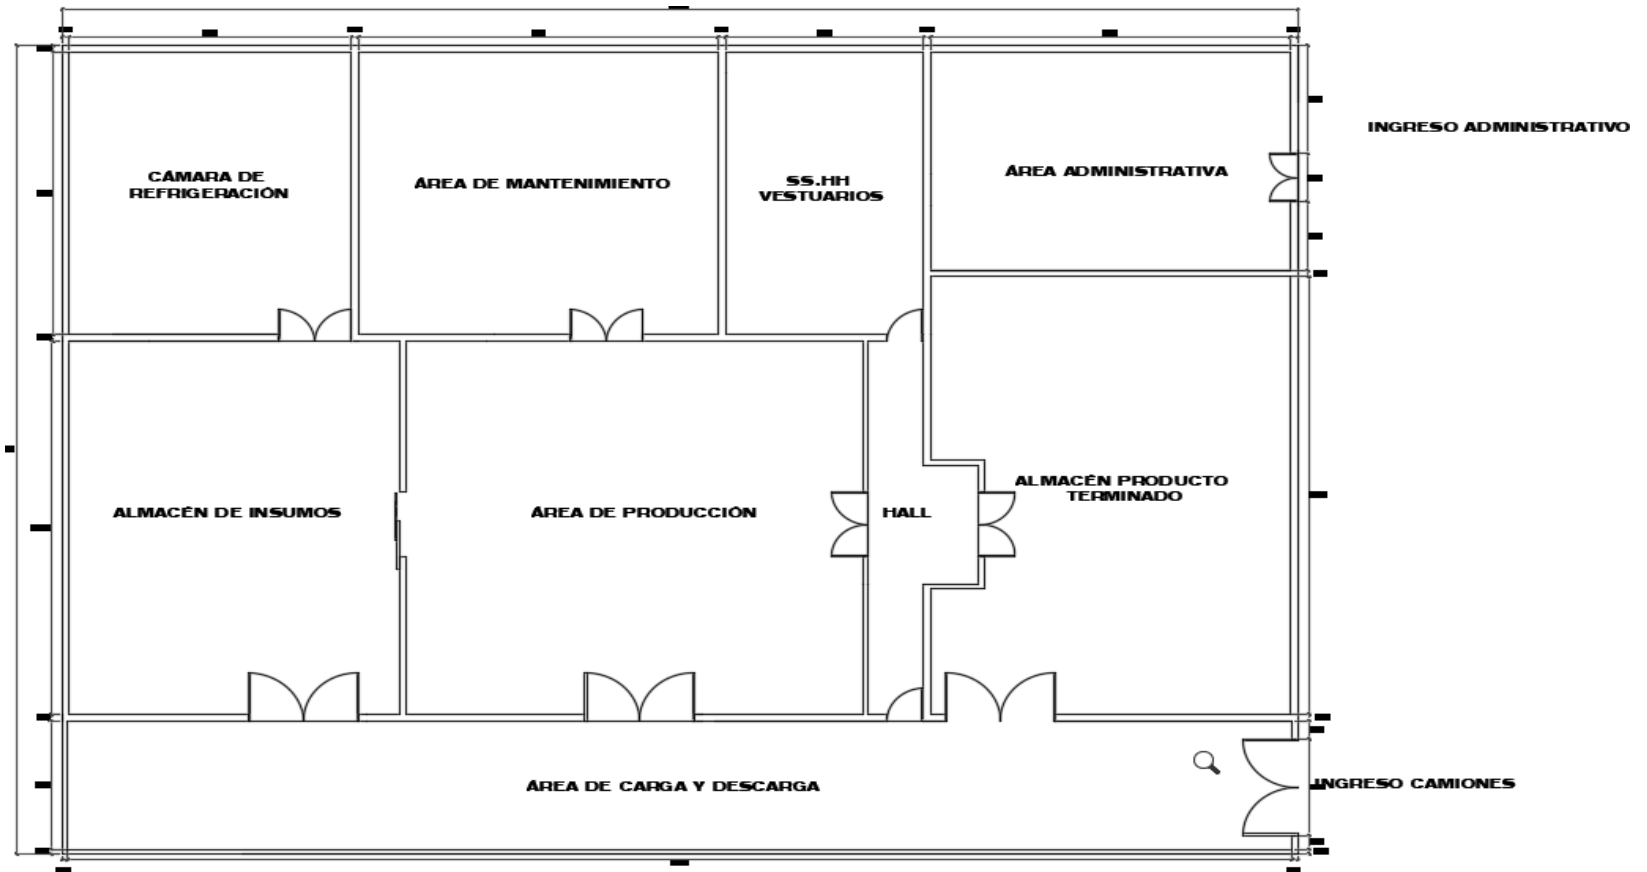 INGRESO ADMINISTRATIVO
CÁMARA DE
REFRIGERACIÓN
ÁREA DE MANTENIMIENTO
SS.HH
VESTUARIOS
ÁREA ADMINISTRATIVA
ALMACÉN DE INSUMOS
ÁREA DE PRODUCCIÓN
HALL
ALMACÉN PRODUCTO
TERMINADO
ÁREA DE CARGA Y DESCARGA
INGRESO CAMIONES